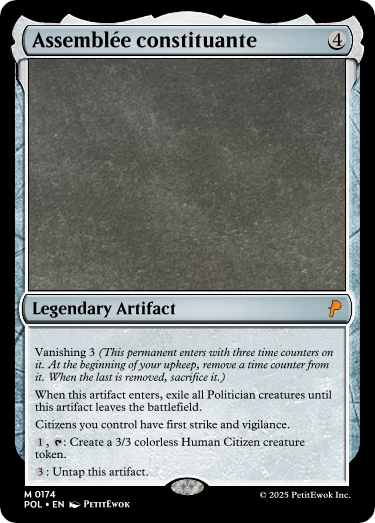 Assemblée constituante 4
Legendary Artifact
Vanishing 3 (This permanent enters with three time counters on
it. At the beginning of your upkeep, remove a time counter from
it. When the last is removed, sacrifice it.)
When this artifact enters, exile all Politician creatures until
this artifact leaves the battlefield.
Citizens you control have first strike and vigilance.
1 , : Create a 3/3 colorless Human Citizen creature
token.
3 : Untap this artifact.
M 0174
POL • EN PetitEwok
© 2025 PetitEwok Inc.